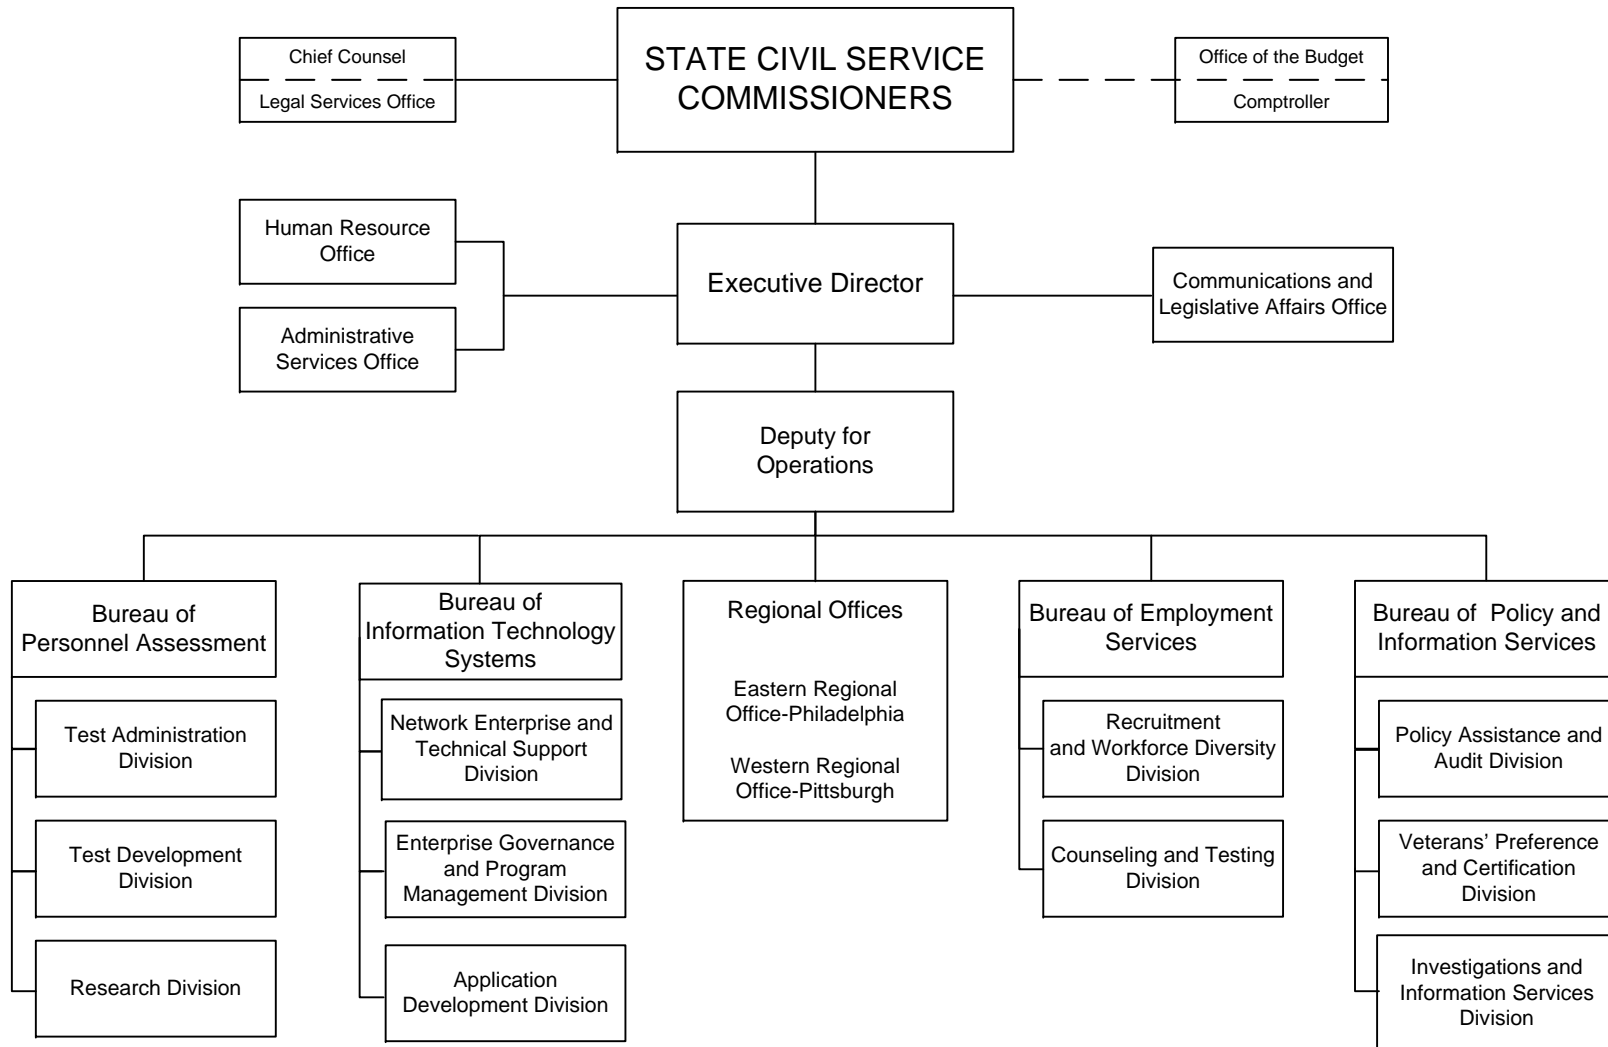 Chief Counsel
Legal Services Office
STATE CIVIL SERVICE
COMMISSIONERS
Office of the Budget
Comptroller
Human Resource
Office
Administrative
Services Office
Executive Director
Communications and
Legislative Affairs Office
Deputy for
Operations
Bureau of
Personnel Assessment
Test Administration
Division
Test Development
Division
Research Division
Bureau of
Information Technology
Systems
Network Enterprise and
Technical Support
Division
Enterprise Governance
and Program
Management Division
Application
Development Division
Regional Offices
Eastern Regional
Office-Philadelphia
Western Regional
Office-Pittsburgh
Bureau of Employment
Services
Recruitment
and Workforce Diversity
Division
Counseling and Testing
Division
Bureau of Policy and
Information Services
Policy Assistance and
Audit Division
Veterans’ Preference
and Certification
Division
Investigations and
Information Services
Division